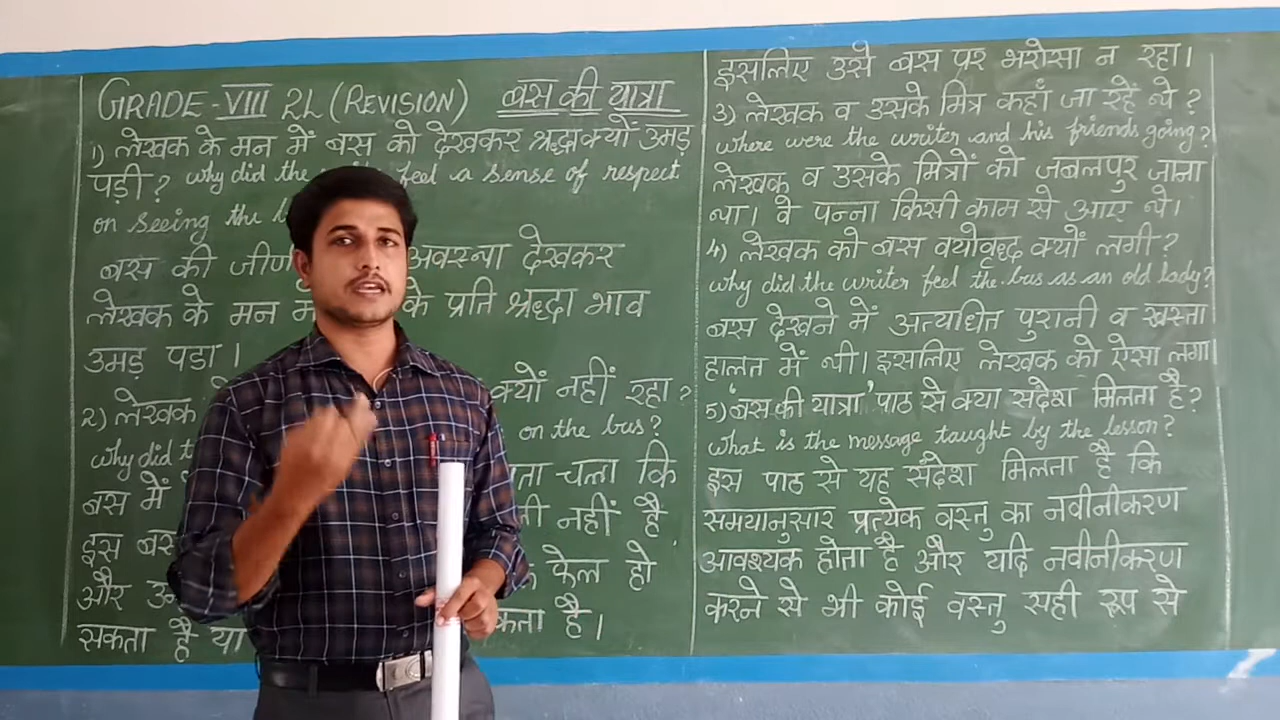 GRADE-VIII 2L (REVISION) बस की यात्रा
1) लेखक के मन में बस को देखकर श्रद्धा क्यों उमड़
पड़ी ? why did the feel a sense of respect
on seeing the
बस की अवस्था देखकर
लेखक के मन के प्रति श्रध्दा भाव
उमड़ पडा ।
2) लेखक क्यों नहीं रहा ?
why did on the bus?
बस में चला कि
इस नहीं है
और फेल हो
सकता है या है।
इसलिए उसे बस पर भरोसा न रहा।
3) लेखक व उसके मित्र कहाँ जा रहें थे ?
where were the writer and his friends going?
लेखक व उसके मित्रों को जबलपुर जाना
था। वे पन्ना किसी काम से आए थे।
4) लेखक को बस वयोवृध्द क्यों लगी ?
why did the writer feel the bus as an old lady?
बस देखने में अत्यधित पुरानी व खस्ता
हालत में थी। इसलिए लेखक को ऐसा लगा।
5) 'बस की यात्रा' पाठ से क्या संदेश मिलता है?
what is the message taught by the lesson?
इस पाठ से यह संदेश मिलता है कि
समयानुसार प्रत्येक वस्तु का नवीनीकरण
आवश्यक होता है और यदि नवीनीकरण
करने से भी कोई वस्तु सही रूप से